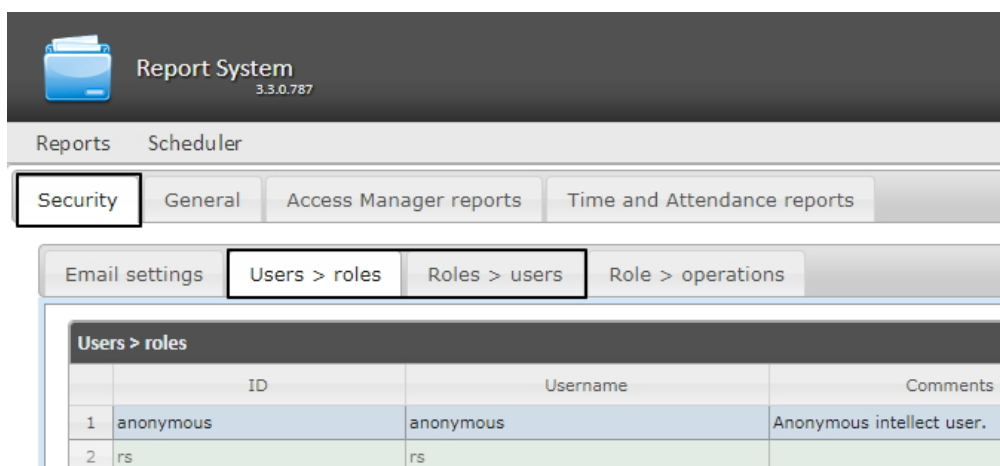 Report System
3.3.0.787
Reports Scheduler
Security General Access Manager reports Time and Attendance reports
Email settings Users > roles Roles > users Role > operations
Users > roles
ID Username Comments
1 anonymous anonymous Anonymous intellect user.
2 rs rs